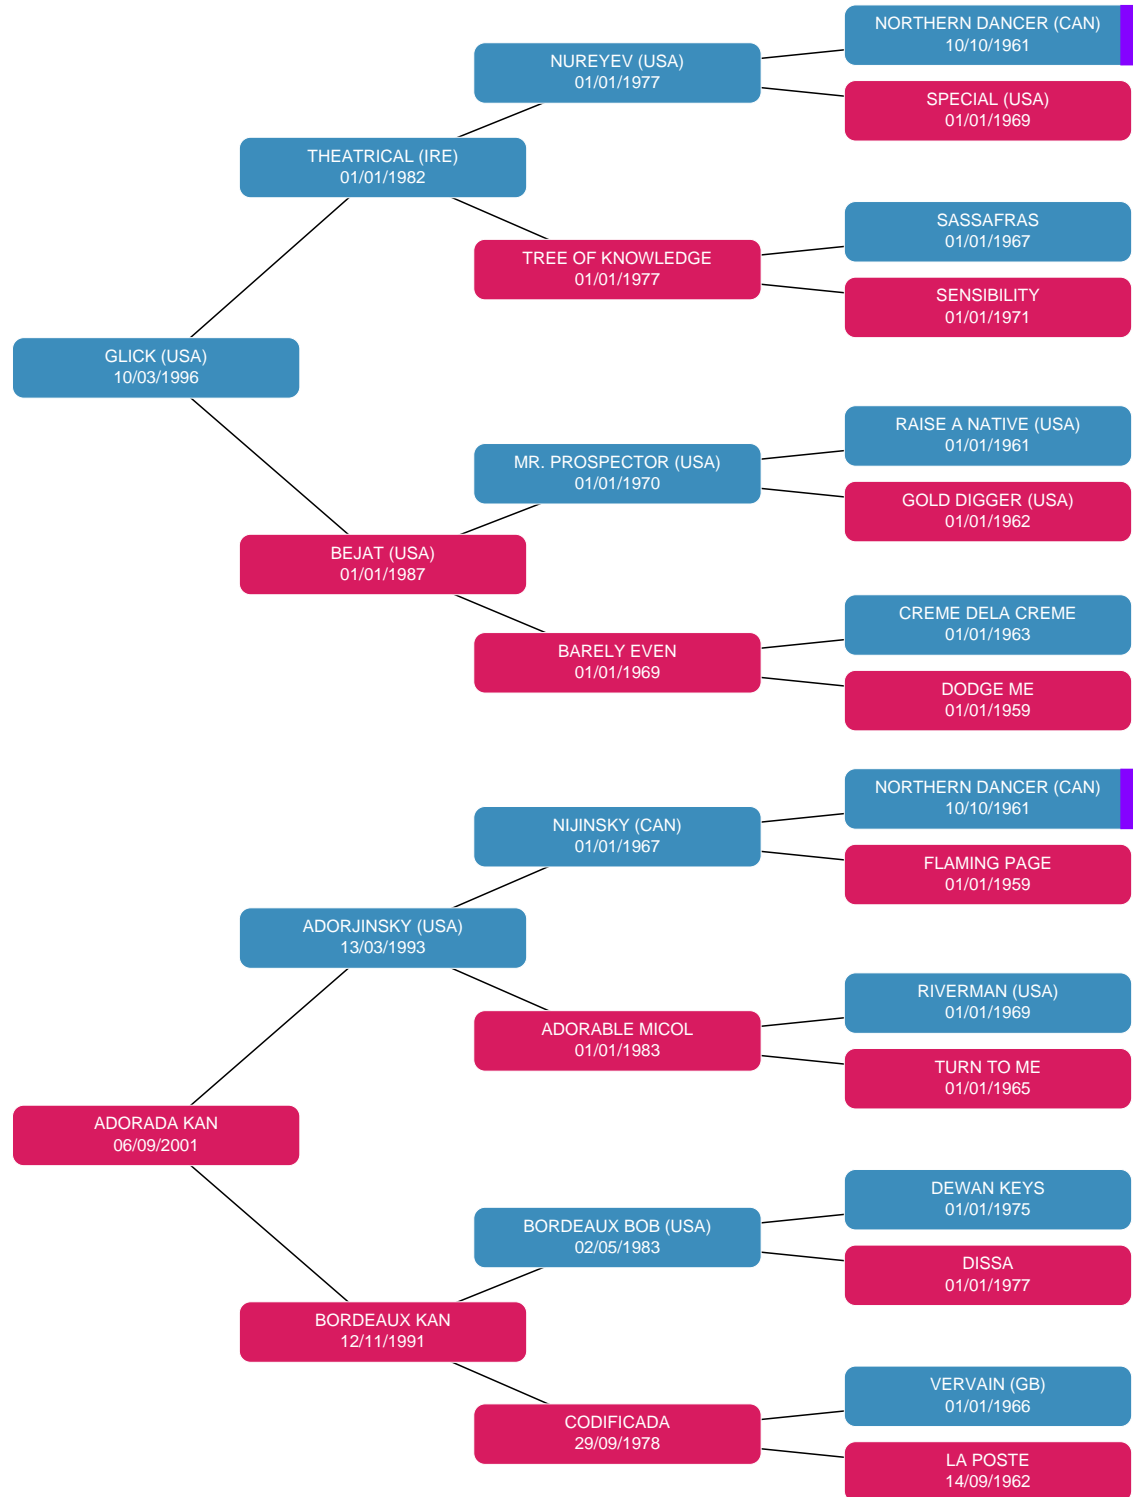 NORTHERN DANCER (CAN)
10/10/1961
NUREYEV (USA)
01/01/1977
SPECIAL (USA)
01/01/1969
THEATRICAL (IRE)
01/01/1982
SASSAFRAS
01/01/1967
TREE OF KNOWLEDGE
01/01/1977
SENSIBILITY
01/01/1971
GLICK (USA)
10/03/1996
RAISE A NATIVE (USA)
01/01/1961
MR. PROSPECTOR (USA)
01/01/1970
GOLD DIGGER (USA)
01/01/1962
BEJAT (USA)
01/01/1987
CREME DELA CREME
01/01/1963
BARELY EVEN
01/01/1969
DODGE ME
01/01/1959
NORTHERN DANCER (CAN)
10/10/1961
NIJINSKY (CAN)
01/01/1967
FLAMING PAGE
01/01/1959
ADORJINSKY (USA)
13/03/1993
RIVERMAN (USA)
01/01/1969
ADORABLE MICOL
01/01/1983
TURN TO ME
01/01/1965
ADORADA KAN
06/09/2001
DEWAN KEYS
01/01/1975
BORDEAUX BOB (USA)
02/05/1983
DISSA
01/01/1977
BORDEAUX KAN
12/11/1991
VERVAIN (GB)
01/01/1966
CODIFICADA
29/09/1978
LA POSTE
14/09/1962